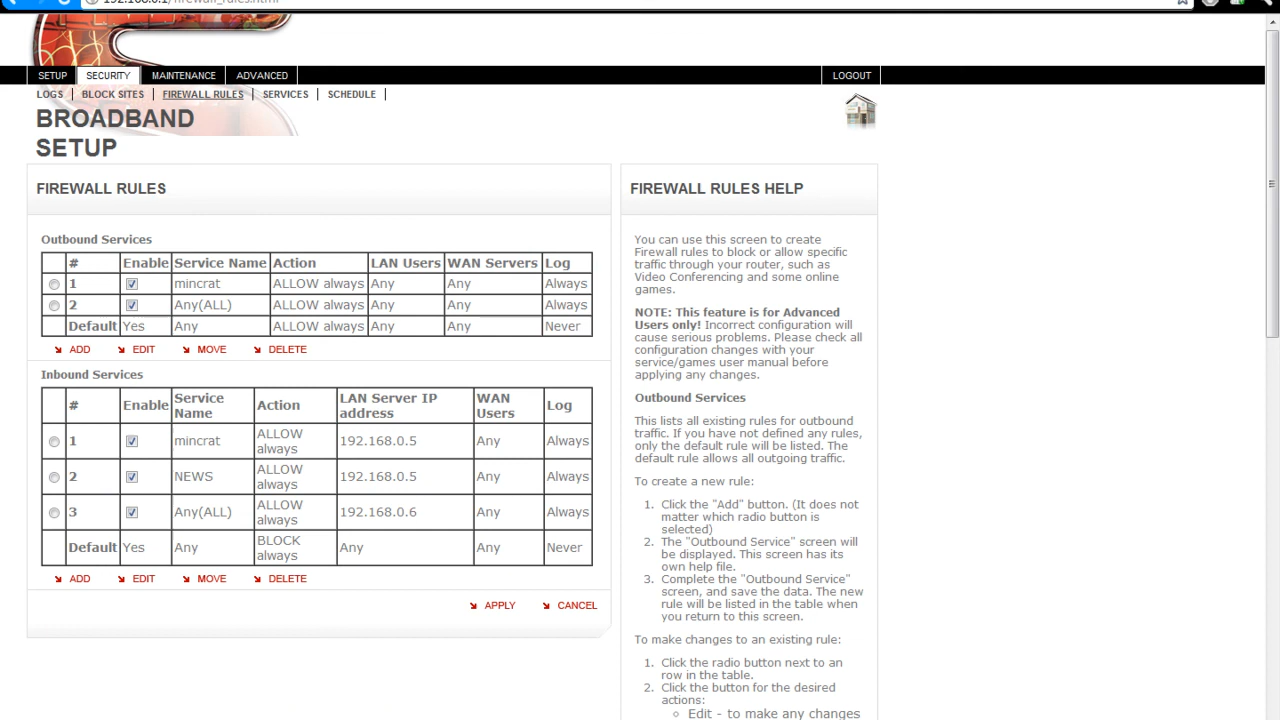 192.168.0.1/firewall_rules.html
SETUP SECURITY MAINTENANCE ADVANCED LOGOUT
LOGS BLOCK SITES FIREWALL RULES SERVICES SCHEDULE
BROADBAND
SETUP
FIREWALL RULES
Outbound Services
# Enable Service Name Action LAN Users WAN Servers Log
1 mincrat ALLOW always Any Any Always
2 Any(ALL) ALLOW always Any Any Always
Default Yes Any ALLOW always Any Any Never
ADD EDIT MOVE DELETE
Inbound Services
# Enable Service Name Action LAN Server IP address WAN Users Log
1 mincrat ALLOW always 192.168.0.5 Any Always
2 NEWS ALLOW always 192.168.0.5 Any Always
3 Any(ALL) ALLOW always 192.168.0.6 Any Always
Default Yes Any BLOCK always Any Any Never
ADD EDIT MOVE DELETE
APPLY CANCEL
FIREWALL RULES HELP
You can use this screen to create
Firewall rules to block or allow specific
traffic through your router, such as
Video Conferencing and some online
games.
NOTE: This feature is for Advanced
Users only! Incorrect configuration will
cause serious problems. Please check all
configuration changes with your
service/games user manual before
applying any changes.
Outbound Services
This lists all existing rules for outbound
traffic. If you have not defined any rules,
only the default rule will be listed. The
default rule allows all outgoing traffic.
To create a new rule:
1. Click the "Add" button. (It does not
matter which radio button is
selected)
2. The "Outbound Service" screen will
be displayed. This screen has its
own help file.
3. Complete the "Outbound Service"
screen, and save the data. The new
rule will be listed in the table when
you return to this screen.
To make changes to an existing rule:
1. Click the radio button next to an
row in the table.
2. Click the button for the desired
actions:
Edit - to make any changes